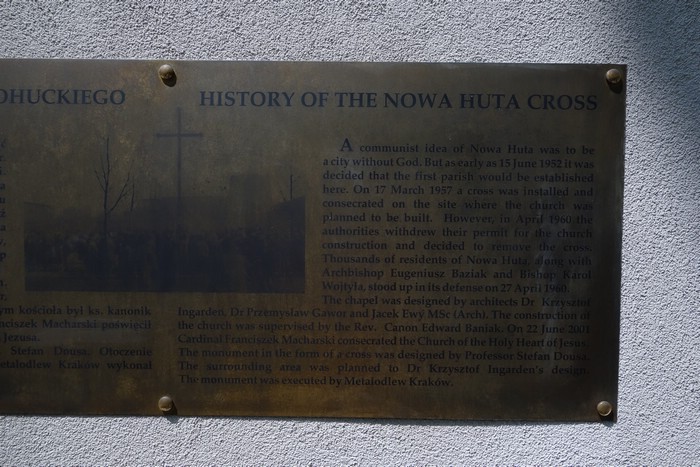 OHUCKIEGO
ym kościoła był ks. kanonik
nciszek Macharski poświęcił
Jezusa.
Stefan Dousa. Otoczenie
Metalodlew Kraków wykonał
HISTORY OF THE NOWA HUTA CROSS
A communist idea of Nowa Huta was to be
a city without God. But as early as 15 June 1952 it was
decided that the first parish would be established
here. On 17 March 1957 a cross was installed and
consecrated on the site where the church was
planned to be built. However, in April 1960 the
authorities withdrew their permit for the church
construction and decided to remove the cross.
Thousands of residents of Nowa Huta, along with
Archbishop Eugeniusz Baziak and Bishop Karol
Wojtyła, stood up in its defense on 27 April 1960.
The chapel was designed by architects Dr Krzysztof
Ingarden, Dr Przemysław Gawor and Jacek Ewý MSc (Arch). The construction of
the church was supervised by the Rev. Canon Edward Baniak. On 22 June 2001
Cardinal Franciszek Macharski consecrated the Church of the Holy Heart of Jesus.
The monument in the form of a cross was designed by Professor Stefan Dousa.
The surrounding area was planned to Dr Krzysztof Ingarden's design.
The monument was executed by Metalodlew Kraków.